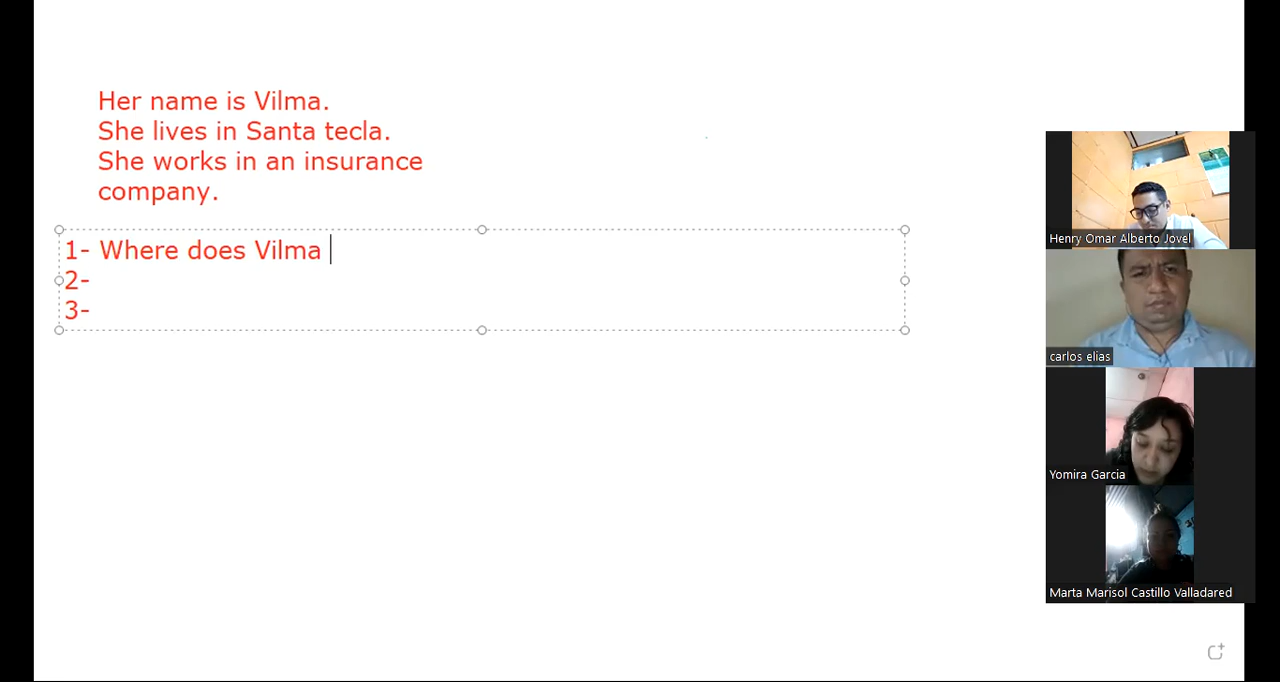 Her name is Vilma.
She lives in Santa tecla.
She works in an insurance
company.
1- Where does Vilma
2-
3-
Henry Omar Alberto Jovel
carlos elias
Yomira Garcia
Marta Marisol Castillo Valladared